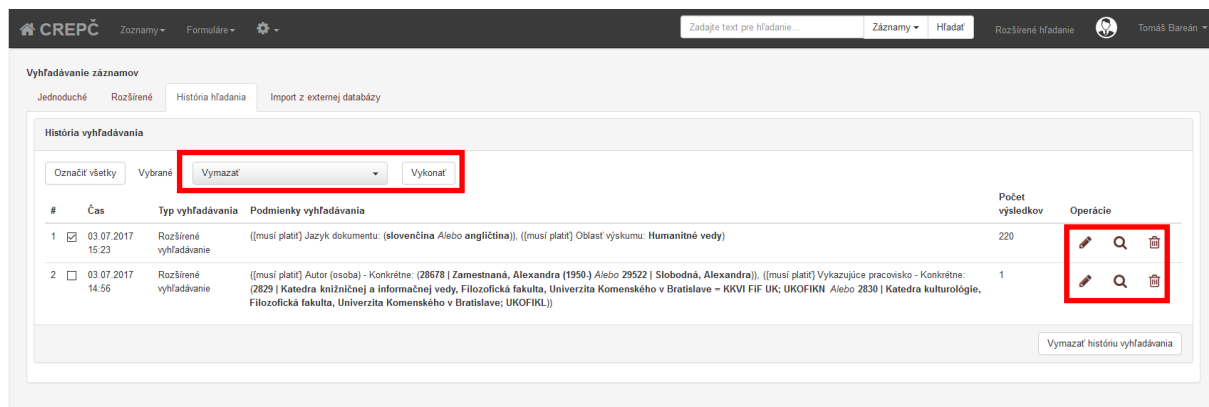 CREPČ Zoznamy Formuláre Zadajte text pre hľadanie... Záznamy Hľadať Rozšírené hľadanie Tomáš Bareán
Vyhľadávanie záznamov
Jednoduché Rozšírené História hľadania Import z externej databázy
História vyhľadávania
Označiť všetky Vybrané Vymazať Vykonať
# Čas Typ vyhľadávania Podmienky vyhľadávania Počet výsledkov Operácie
1 03.07.2017 Rozšírené ({musí platiť} Jazyk dokumentu: (slovenčina Alebo angličtina)), ({musí platiť} Oblasť výskumu: Humanitné vedy) 220
15:23 vyhľadávanie
2 03.07.2017 Rozšírené ({musí platiť} Autor (osoba) - Konkrétne: (28678 | Zamestnaná, Alexandra (1950-) Alebo 29522 | Slobodná, Alexandra)), ({musí platiť} Vykazujúce pracovisko - Konkrétne: 1
14:56 vyhľadávanie (2829 | Katedra knižničnej a informačnej vedy, Filozofická fakulta, Univerzita Komenského v Bratislave = KKVI FiF UK; UKOFIKN Alebo 2830 | Katedra kulturológie,
Filozofická fakulta, Univerzita Komenského v Bratislave; UKOFIKL))
Vymazať históriu vyhľadávania